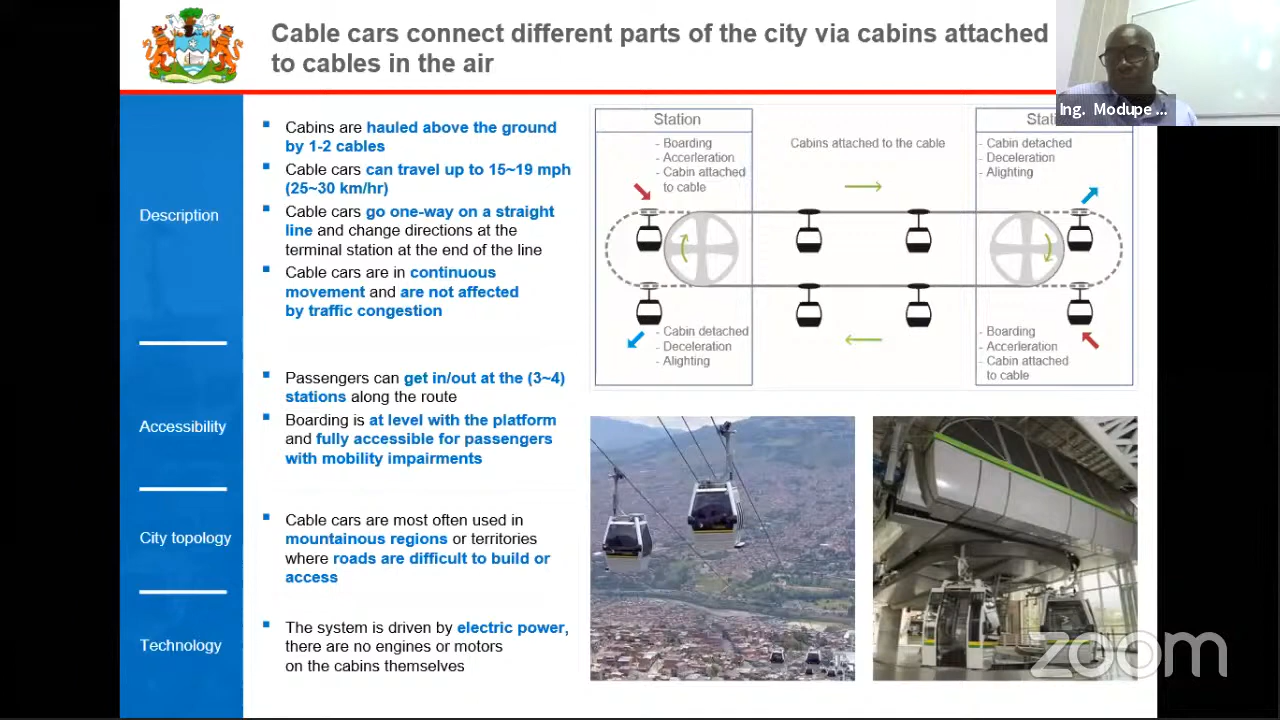 Cable cars connect different parts of the city via cabins attached
to cables in the air
Ing. Modupe ...
Description
Cabins are hauled above the ground
by 1-2 cables
Cable cars can travel up to 15~19 mph
(25~30 km/hr)
Cable cars go one-way on a straight
line and change directions at the
terminal station at the end of the line
Cable cars are in continuous
movement and are not affected
by traffic congestion
Accessibility
Passengers can get in/out at the (3~4)
stations along the route
Boarding is at level with the platform
and fully accessible for passengers
with mobility impairments
City topology
Cable cars are most often used in
mountainous regions or territories
where roads are difficult to build or
access
Technology
The system is driven by electric power,
there are no engines or motors
on the cabins themselves
Station
- Boarding
- Accerleration
- Cabin attached
to cable
Cabins attached to the cable
Stati
- Cabin detached
- Deceleration
- Alighting
- Cabin detached
- Deceleration
- Alighting
- Boarding
- Accerleration
- Cabin attached
to cable
zoom